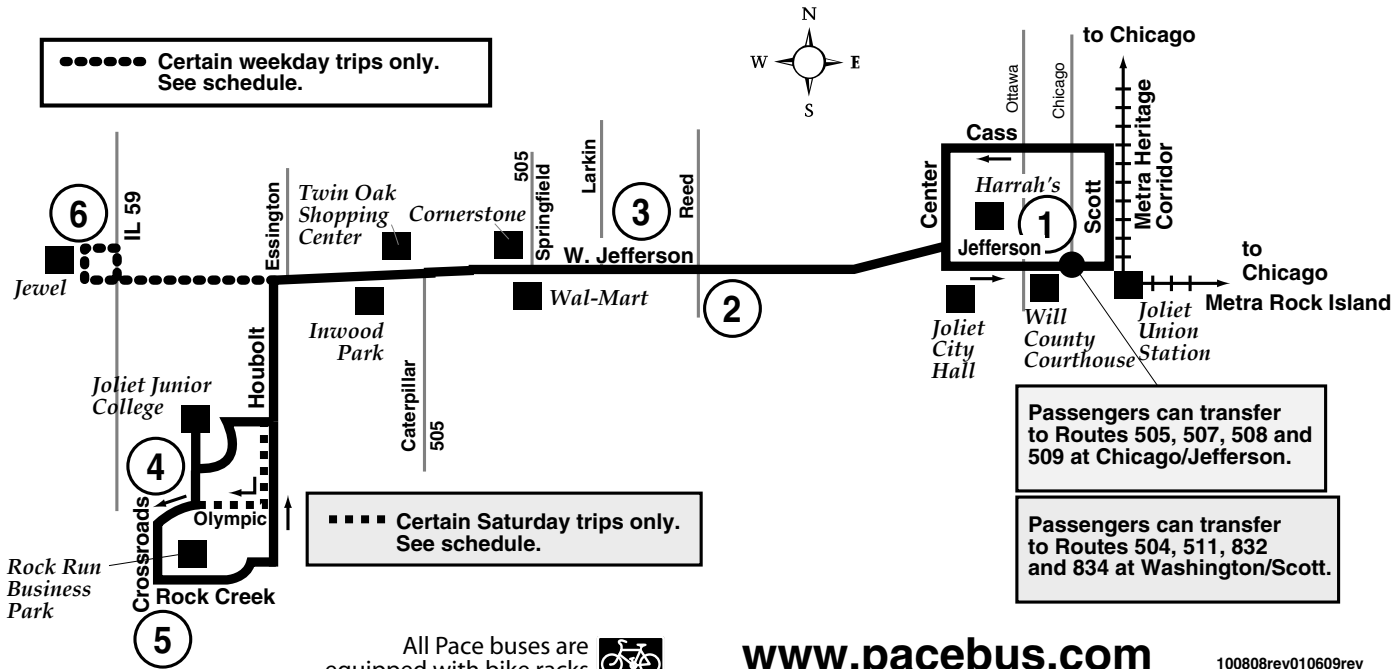 N
W
E
S
to Chicago
Certain weekday trips only.
See schedule.
Ottawa
Chicago
Metra Heritage
Corridor
Cass
Center
Harrah's
1
Scott
Jefferson
6
IL 59
Essington
Twin Oak
Shopping
Center
Cornerstone
505
Springfield
Larkin
3
Reed
W. Jefferson
to
Chicago
Metra Rock Island
Jewel
Inwood
Park
Wal-Mart
2
Joliet
City
Hall
Will
County
Courthouse
Joliet
Union
Station
Houbolt
Joliet Junior
College
Caterpillar
505
4
Passengers can transfer
to Routes 505, 507, 508 and
509 at Chicago/Jefferson.
Crossroads
Olympic
Certain Saturday trips only.
See schedule.
Passengers can transfer
to Routes 504, 511, 832
and 834 at Washington/Scott.
Rock Run
Business
Park
Rock Creek
5
All Pace buses are
equipped with bike racks
www.pacebus.com
100808rev010609rev